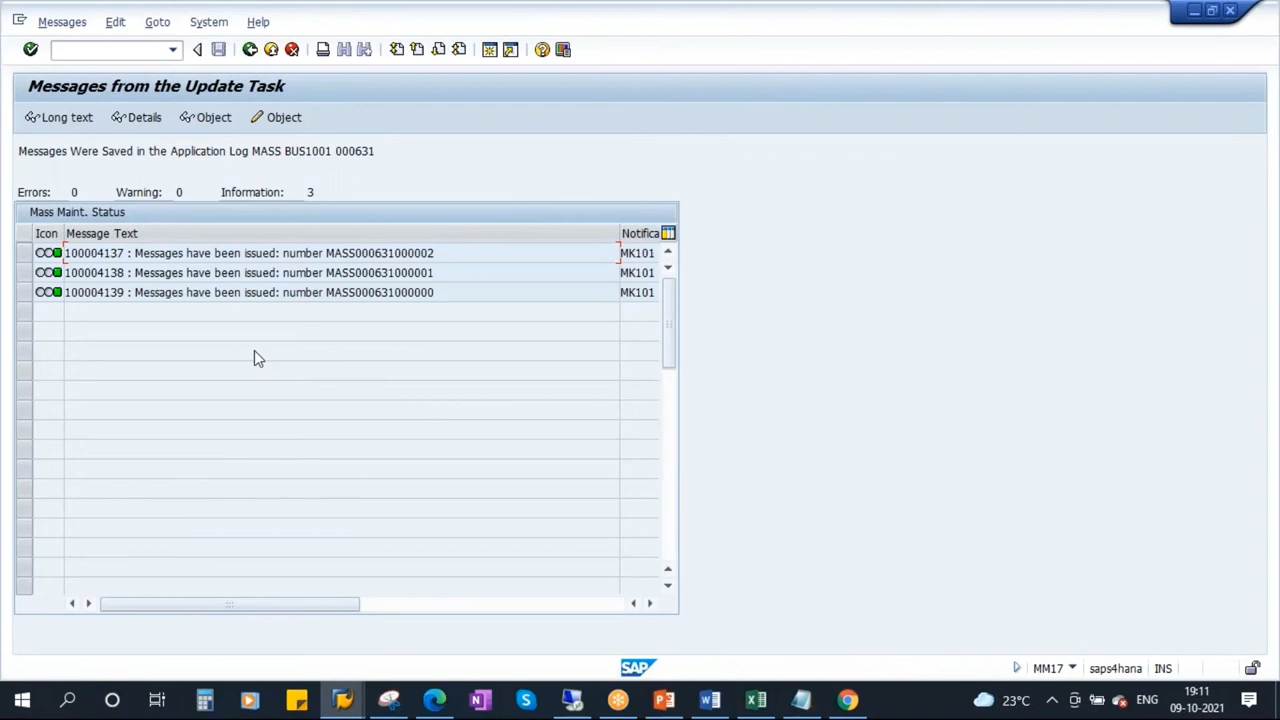 Messages Edit Goto System Help
Messages from the Update Task
Long text Details Object Object
Messages Were Saved in the Application Log MASS BUS1001 000631
Errors: 0 Warning: 0 Information: 3
Mass Maint. Status
Icon Message Text Notifica
100004137 : Messages have been issued: number MASS000631000002 MK101
100004138 : Messages have been issued: number MASS000631000001 MK101
100004139 : Messages have been issued: number MASS000631000000 MK101
SAP MM17 saps4hana INS
23°C ENG 19:11
09-10-2021